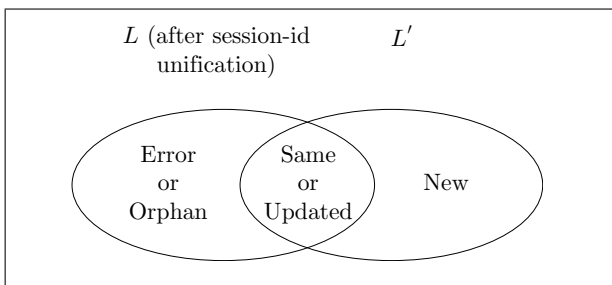 L (after session-id
unification)
L′
Error
or
Orphan
Same
or
Updated
New